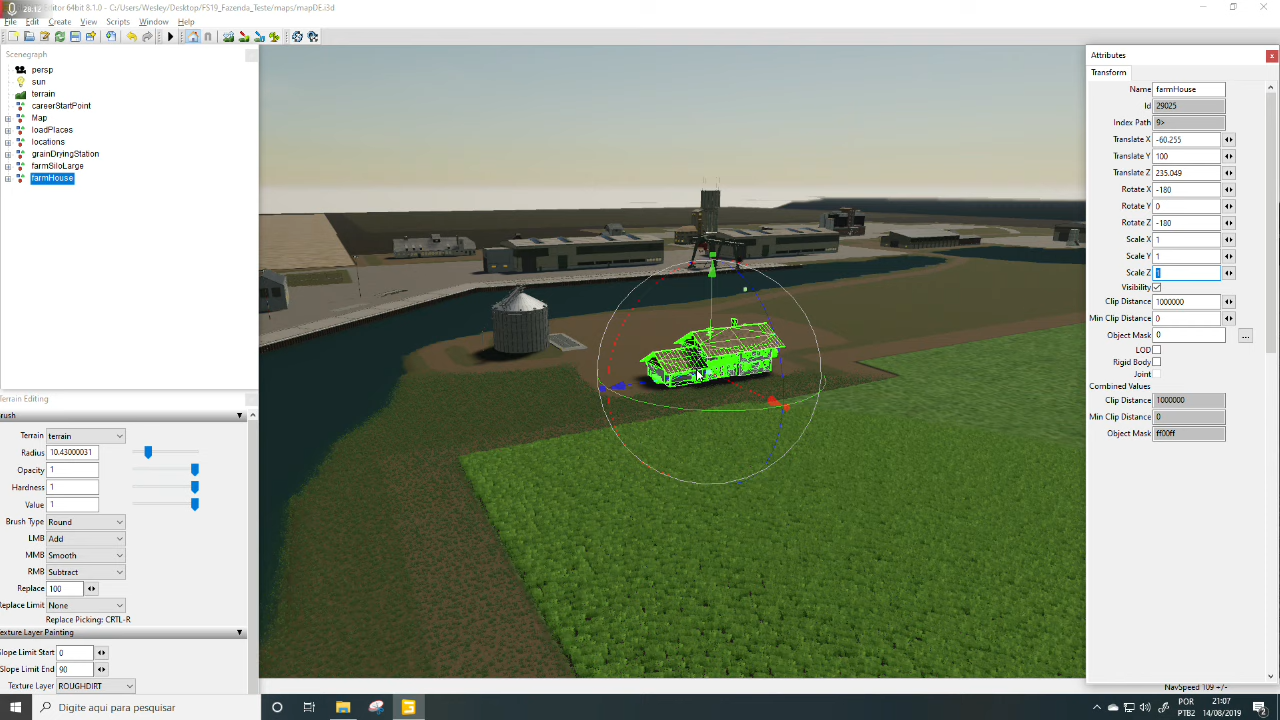 28:12
Editor 64bit 8.1.0 - C:/Users/Wesley/Desktop/FS19_Fazenda_Teste/maps/mapDE.i3d
File Edit Create View Scripts Window Help
Scenegraph
persp
sun
terrain
careerStartPoint
Map
loadPlaces
locations
grainDryingStation
farmSiloLarge
farmHouse
Terrain Editing
Brush
Terrain terrain
Radius 10.43000031
Opacity 1
Hardness 1
Value 1
Brush Type Round
LMB Add
MMB Smooth
RMB Subtract
Replace 100
Replace Limit None
Replace Picking: CRTL-R
Texture Layer Painting
Slope Limit Start 0
Slope Limit End 90
Texture Layer ROUGHDIRT
Attributes
Transform
Name farmHouse
Id 29025
Index Path 9>
Translate X -60.255
Translate Y 100
Translate Z 235.049
Rotate X -180
Rotate Y 0
Rotate Z -180
Scale X 1
Scale Y 1
Scale Z 1
Visibility
Clip Distance 1000000
Min Clip Distance 0
Object Mask 0 ...
LOD
Rigid Body
Joint
Combined Values
Clip Distance 1000000
Min Clip Distance 0
Object Mask ff00ff
NavSpeed 109 +/-
Digite aqui para pesquisar
POR
PTB2
21:07
14/08/2019
2